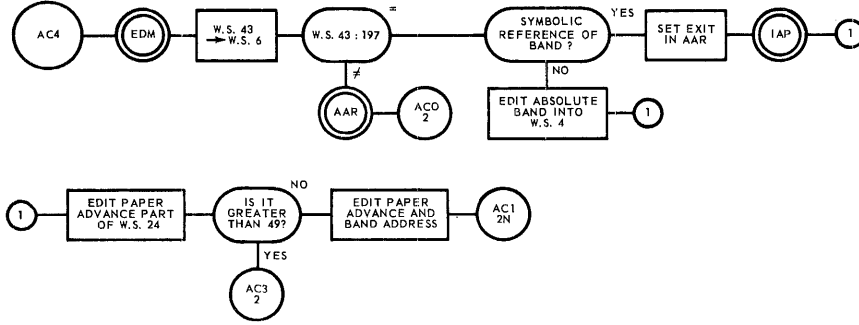 AC4
EDM
W.S. 43
→ W.S. 6
W.S. 43 : 197
=
≠
AAR
AC0
2
SYMBOLIC
REFERENCE OF
BAND ?
YES
NO
SET EXIT
IN AAR
IAP
1
EDIT ABSOLUTE
BAND INTO
W.S. 4
1
1
EDIT PAPER
ADVANCE PART
OF W.S. 24
IS IT
GREATER
THAN 49?
NO
YES
EDIT PAPER
ADVANCE AND
BAND ADDRESS
AC1
2N
AC3
2